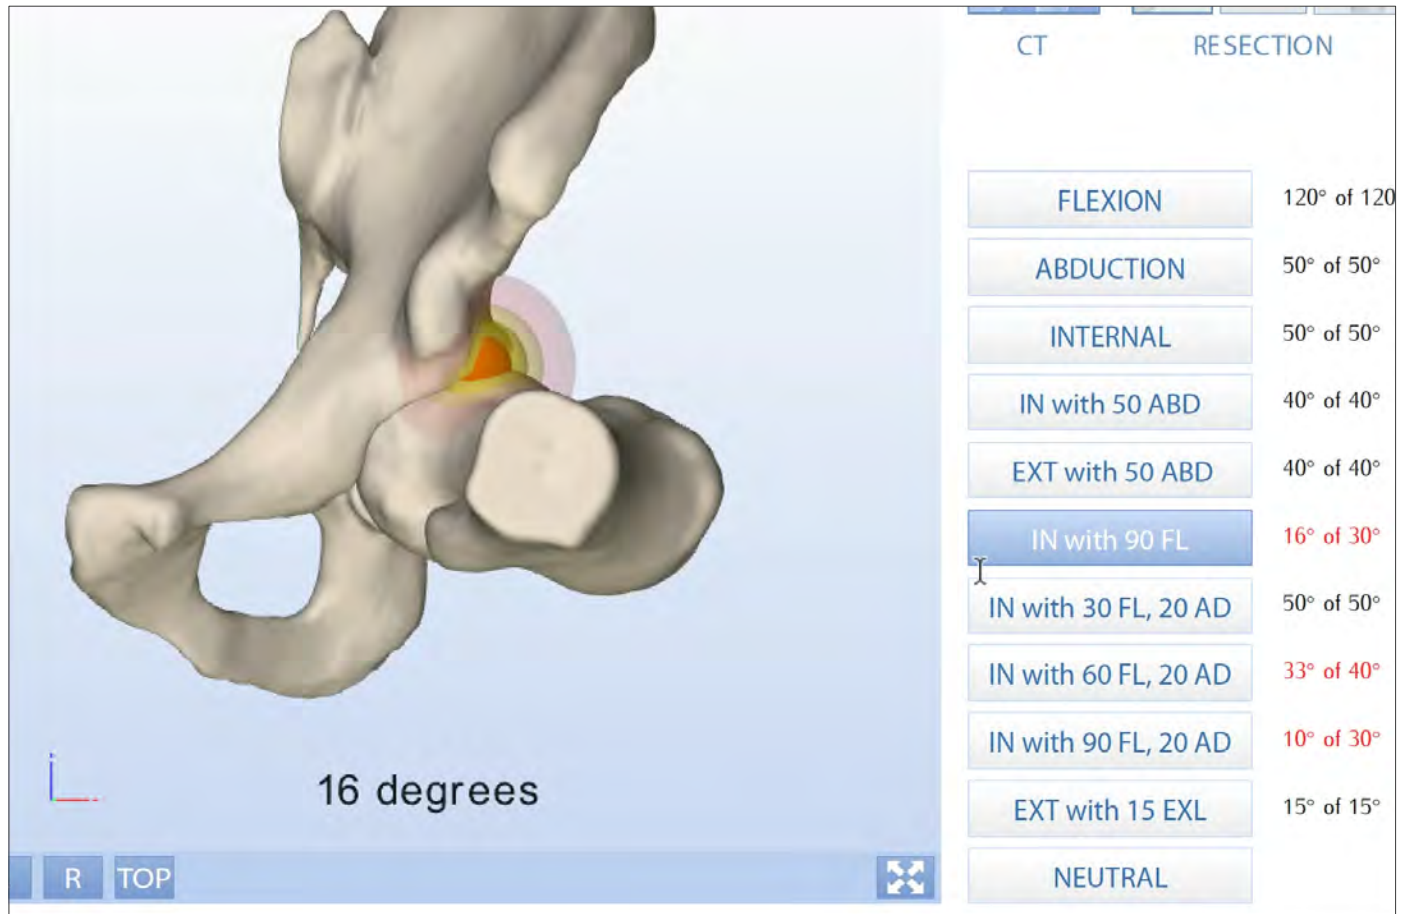 CT RESECTION
FLEXION 120° of 120
ABDUCTION 50° of 50°
INTERNAL 50° of 50°
IN with 50 ABD 40° of 40°
EXT with 50 ABD 40° of 40°
IN with 90 FL 16° of 30°
IN with 30 FL, 20 AD 50° of 50°
IN with 60 FL, 20 AD 33° of 40°
IN with 90 FL, 20 AD 10° of 30°
16 degrees
EXT with 15 EXL 15° of 15°
R TOP
NEUTRAL